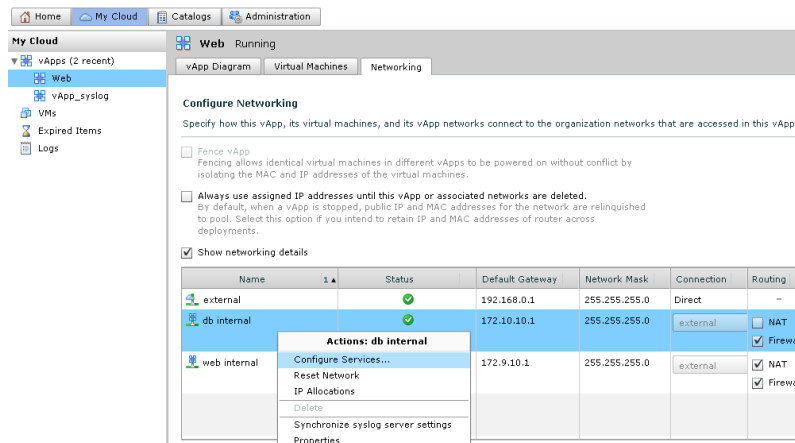 Home My Cloud Catalogs Administration
My Cloud
vApps (2 recent)
Web
vApp_syslog
VMs
Expired Items
Logs
Web Running
vApp Diagram Virtual Machines Networking
Configure Networking
Specify how this vApp, its virtual machines, and its vApp networks connect to the organization networks that are accessed in this vApp
Fence vApp
Fencing allows identical virtual machines in different vApps to be powered on without conflict by
isolating the MAC and IP addresses of the virtual machines.
Always use assigned IP addresses until this vApp or associated networks are deleted.
By default, when a vApp is stopped, public IP and MAC addresses for the network are relinquished
to pool. Select this option if you intend to retain IP and MAC addresses of router across
deployments.
Show networking details
Name 1 Status Default Gateway Network Mask Connection Routing
external 192.168.0.1 255.255.255.0 Direct -
db internal 172.10.10.1 255.255.255.0 external NAT
Firewa
web internal 172.9.10.1 255.255.255.0 external NAT
Firewa
Actions: db internal
Configure Services...
Reset Network
IP Allocations
Delete
Synchronize syslog server settings
Properties